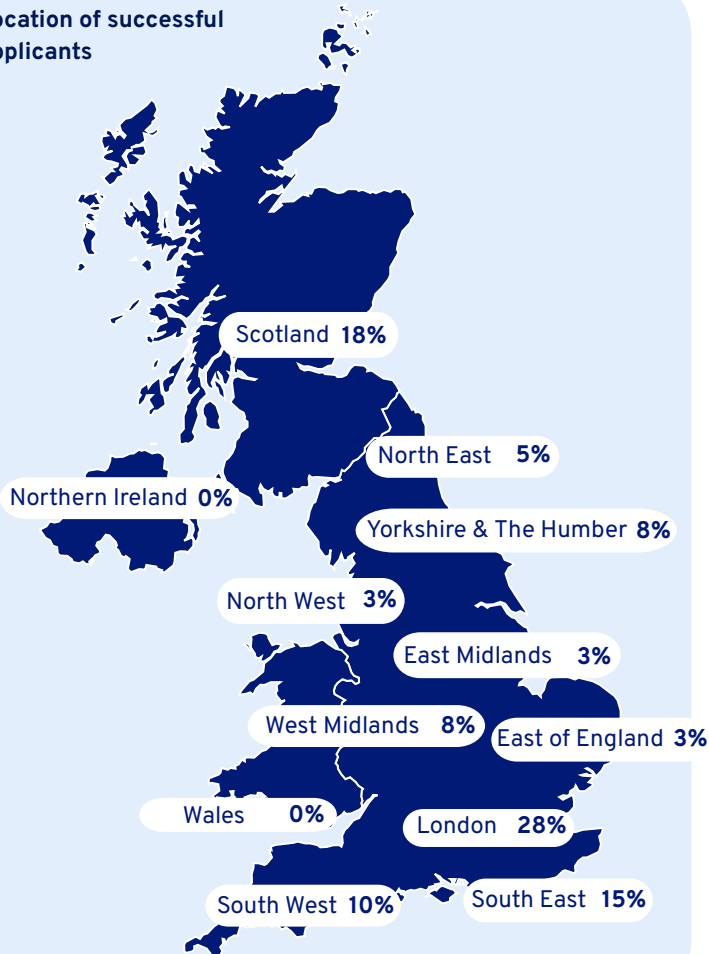 ocation of successful
pplicants
Scotland 18%
North East 5%
Northern Ireland 0%
Yorkshire & The Humber 8%
North West 3%
East Midlands 3%
West Midlands 8%
East of England 3%
Wales 0%
London 28%
South West 10%
South East 15%